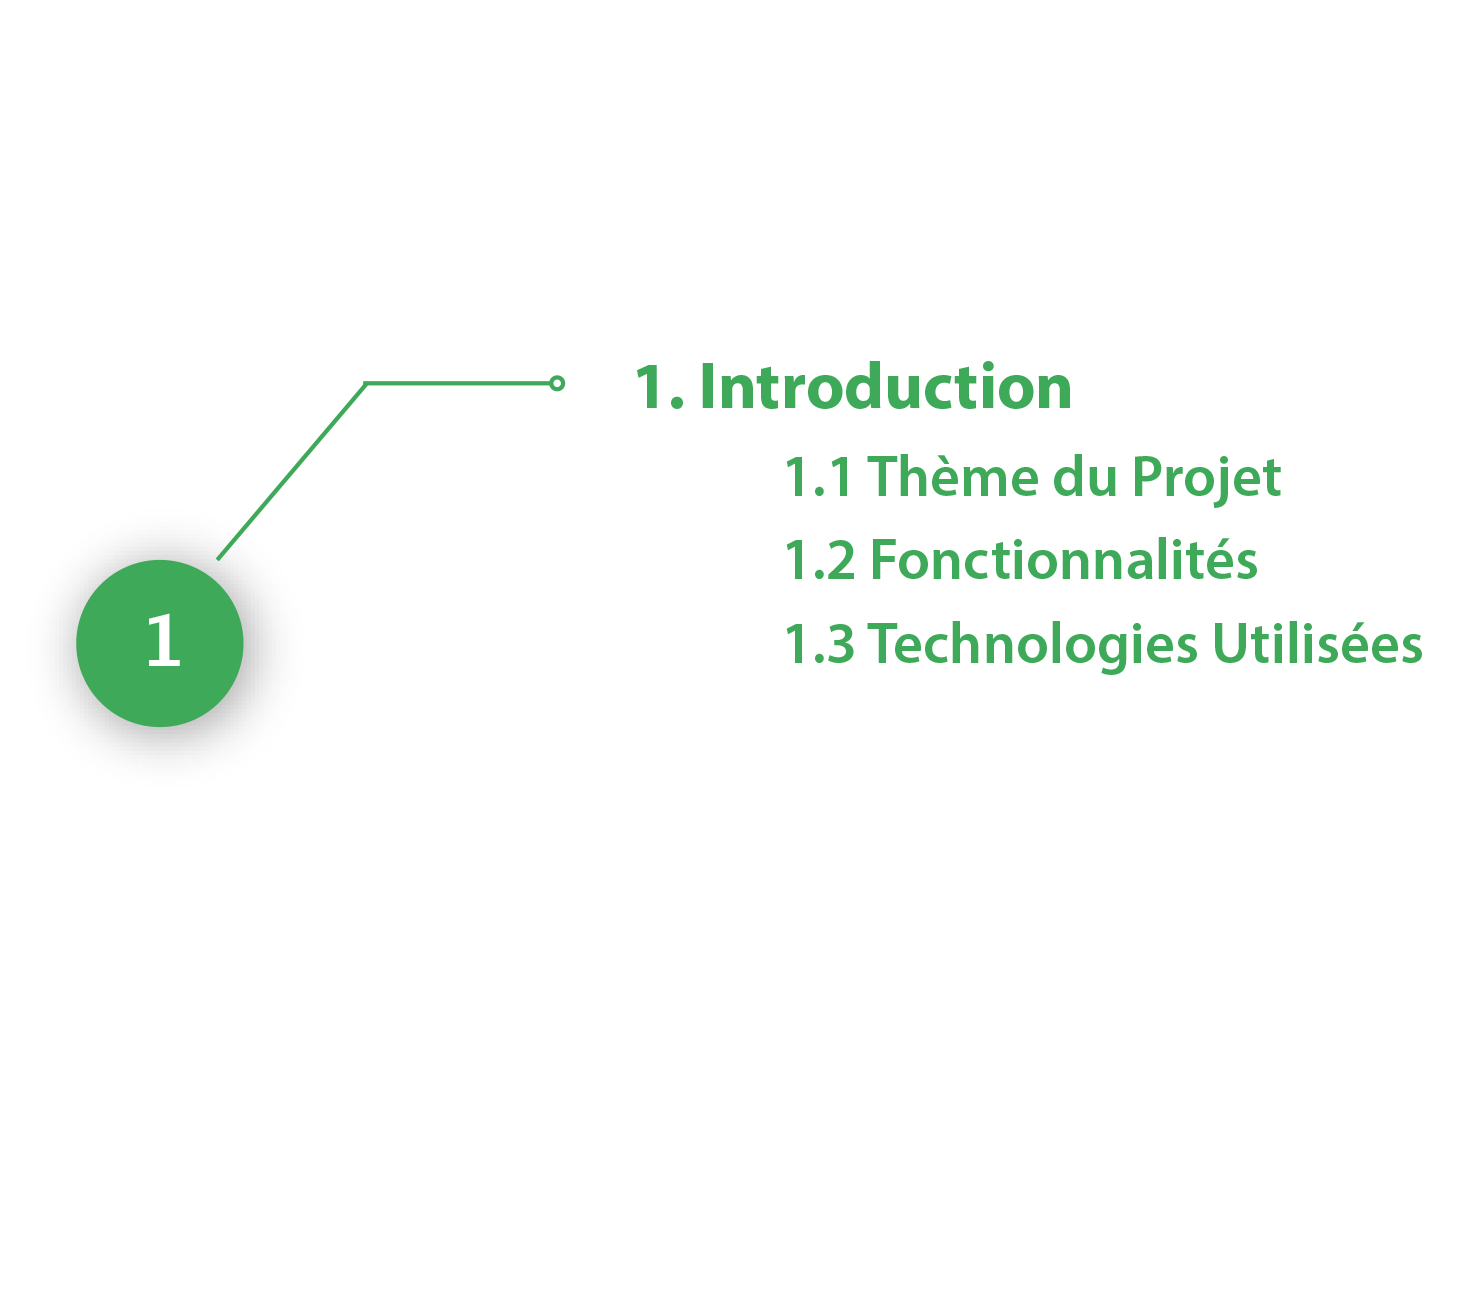 1. Introduction
1.1 Thème du Projet
1.2 Fonctionnalités
1
1.3 Technologies Utilisées